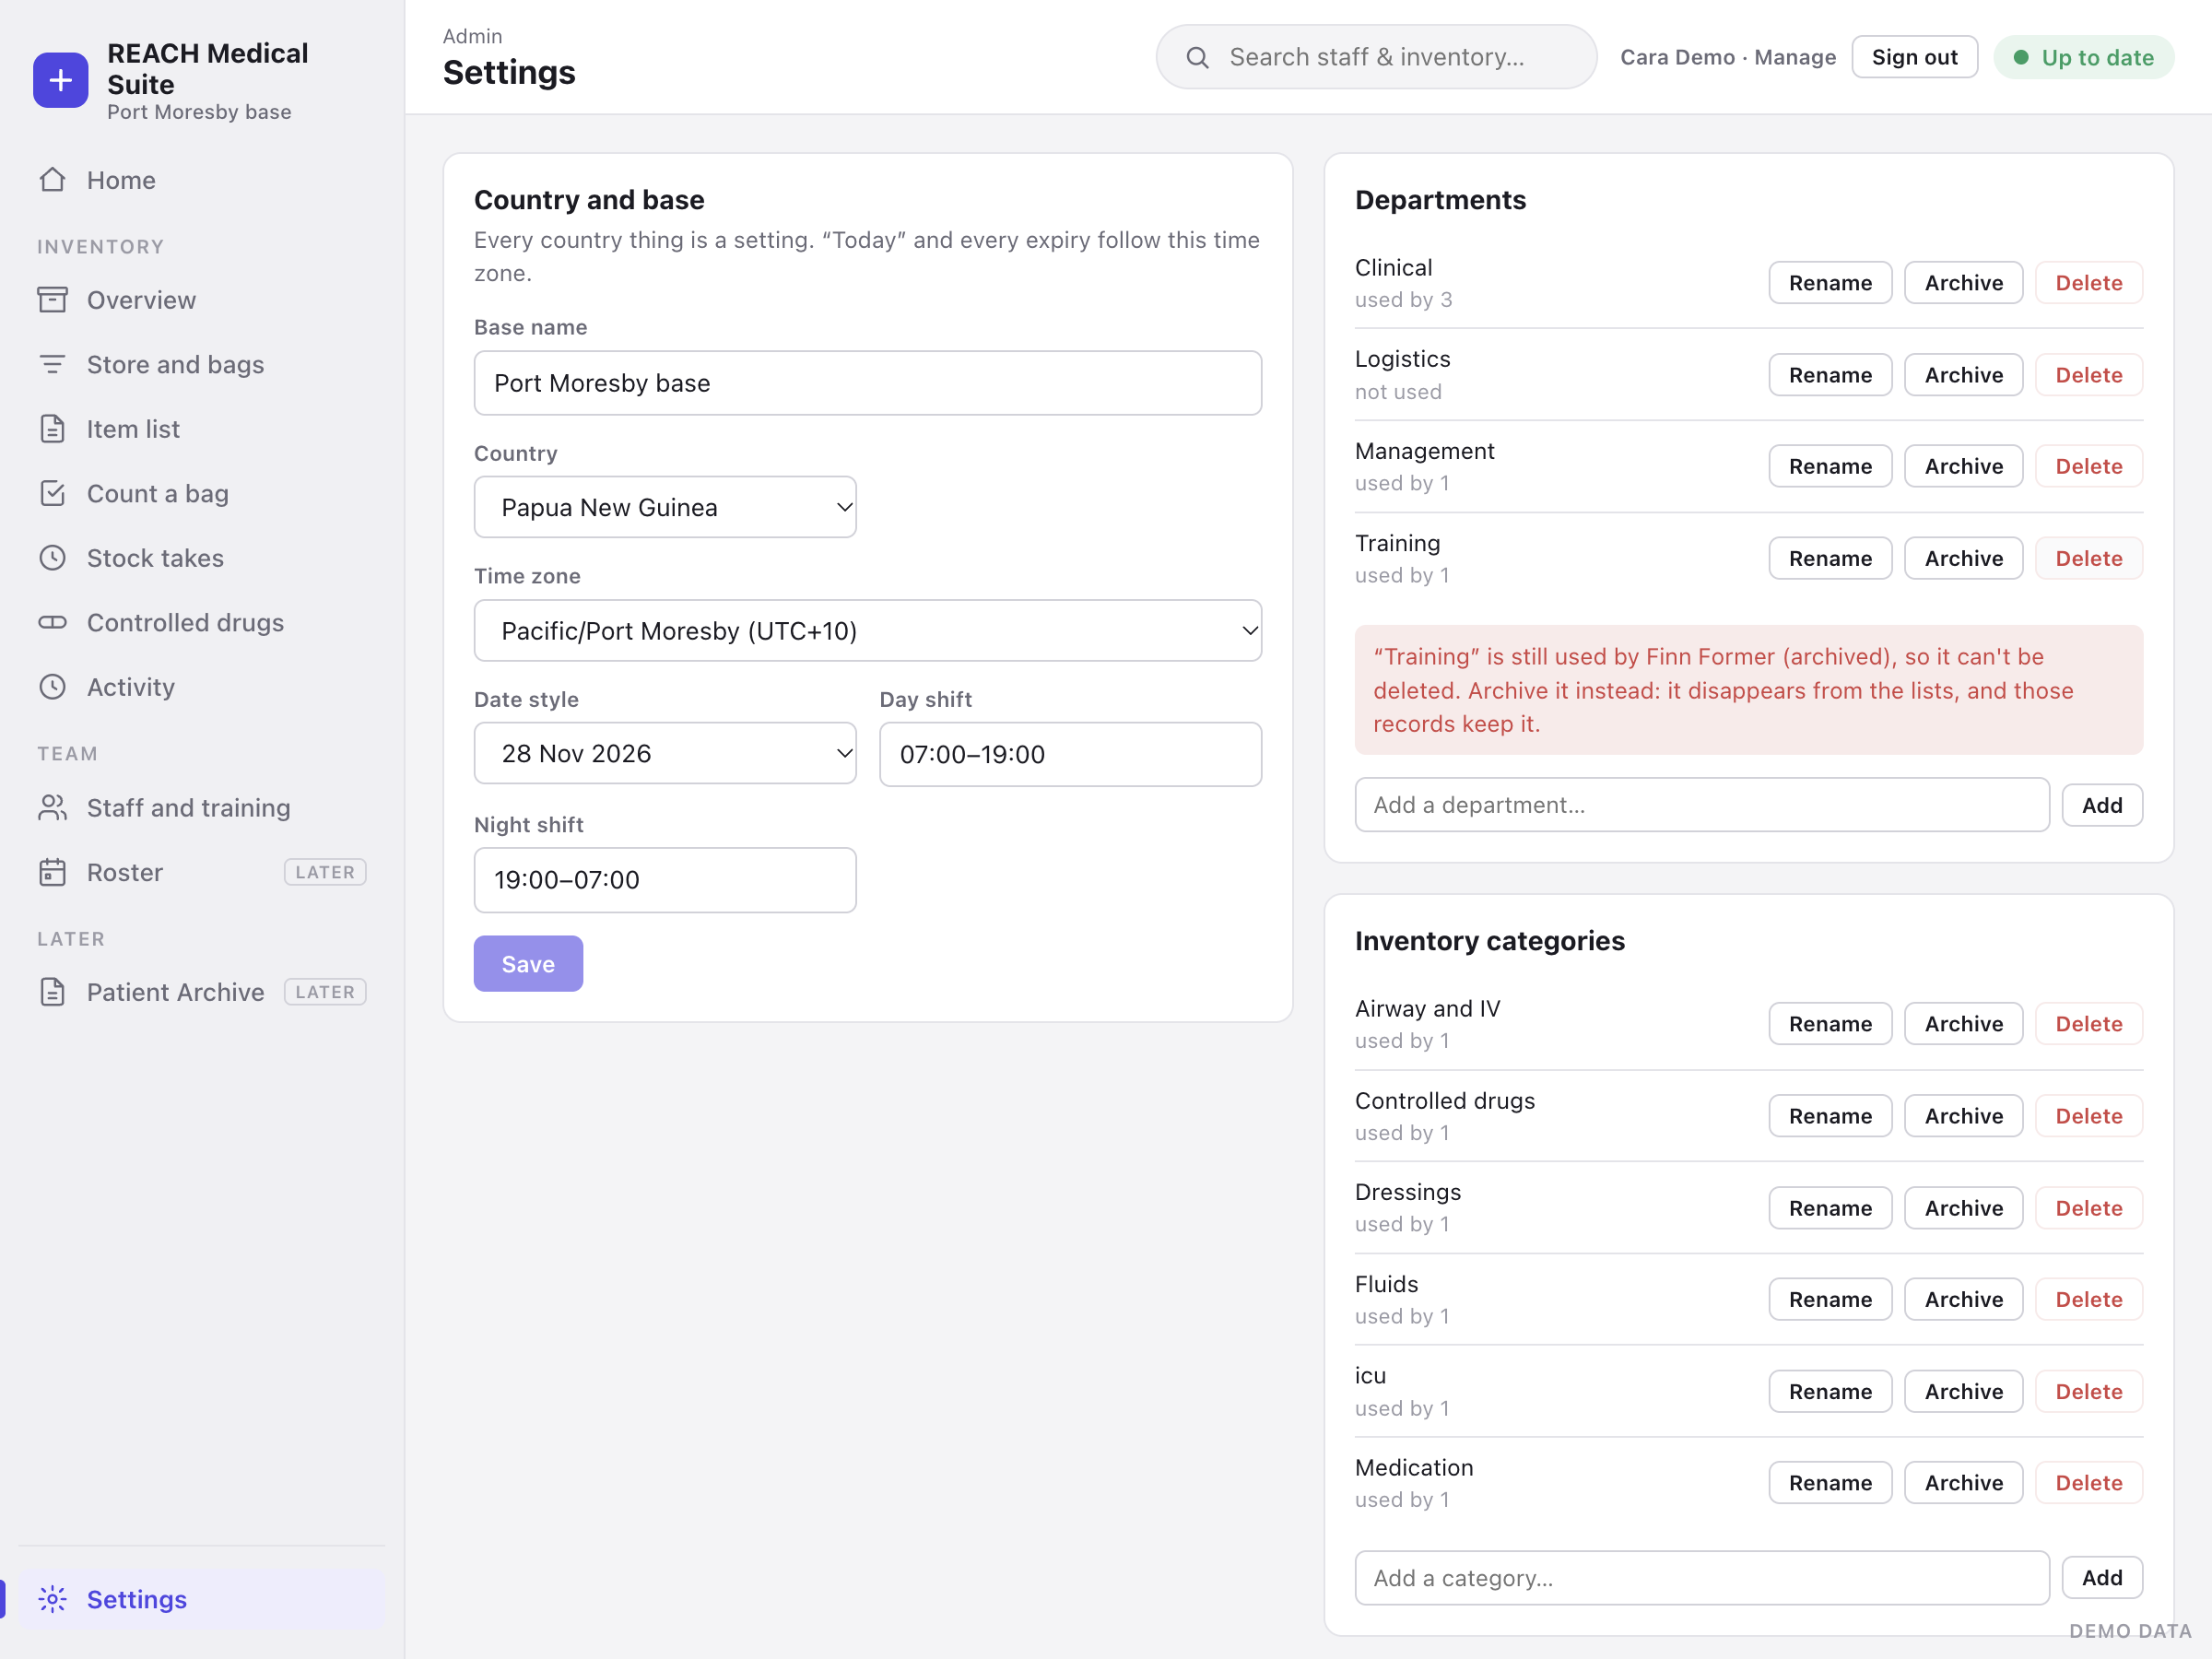 REACH Medical
Suite
Port Moresby base
Home
INVENTORY
Overview
Store and bags
Item list
Count a bag
Stock takes
Controlled drugs
Activity
TEAM
Staff and training
Roster LATER
LATER
Patient Archive LATER
Settings
Admin
Settings
Search staff & inventory...
Cara Demo · Manage
Sign out
Up to date
Country and base
Every country thing is a setting. “Today” and every expiry follow this time
zone.
Base name
Port Moresby base
Country
Papua New Guinea
Time zone
Pacific/Port Moresby (UTC+10)
Date style Day shift
28 Nov 2026 07:00–19:00
Night shift
19:00–07:00
Save
Departments
Clinical
used by 3
Rename Archive Delete
Logistics
not used
Rename Archive Delete
Management
used by 1
Rename Archive Delete
Training
used by 1
Rename Archive Delete
“Training” is still used by Finn Former (archived), so it can't be
deleted. Archive it instead: it disappears from the lists, and those
records keep it.
Add a department... Add
Inventory categories
Airway and IV
used by 1
Rename Archive Delete
Controlled drugs
used by 1
Rename Archive Delete
Dressings
used by 1
Rename Archive Delete
Fluids
used by 1
Rename Archive Delete
icu
used by 1
Rename Archive Delete
Medication
used by 1
Rename Archive Delete
Add a category... Add
DEMO DATA